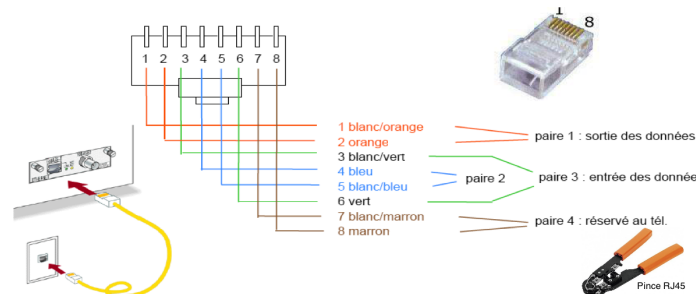 1 8
1 2 3 4 5 6 7 8
1 blanc/orange
2 orange
paire 1 : sortie des données
3 blanc/vert
4 bleu
5 blanc/bleu
paire 2
paire 3 : entrée des donnée
6 vert
7 blanc/marron
8 marron
paire 4 : réservé au tél.
Pince RJ45